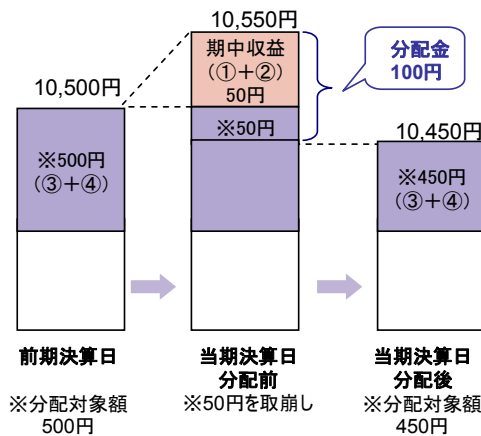 10,550円
期中収益
(①+②)
50円
分配金
100円
10,500円
※50円
10,450円
※500円
(③+④)
※450円
(③+④)
前期決算日
当期決算日
分配前
当期決算日
分配後
※分配対象額
500円
※50円を取崩し
※分配対象額
450円